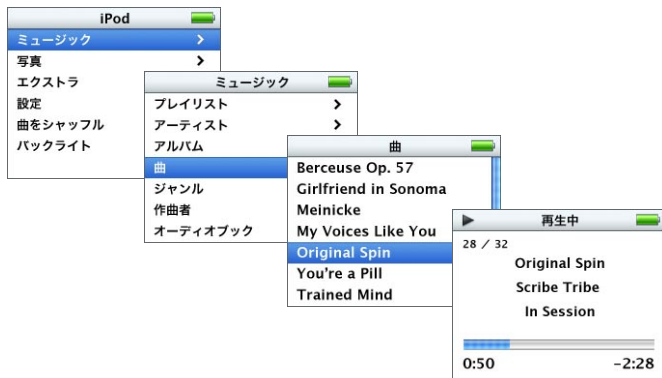 iPod
ミュージック
写真
エクストラ
設定
曲をシャッフル
バックライト
ミュージック
プレイリスト
アーティスト
アルバム
曲
ジャンル
作曲者
オーディオブック
曲
Berceuse Op. 57
Girlfriend in Sonoma
Meinicke
My Voices Like You
Original Spin
You're a Pill
Trained Mind
再生中
28 / 32
Original Spin
Scribe Tribe
In Session
0:50 -2:28